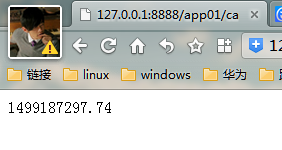 127.0.0.1:8888/app01/ca
12
链接 linux windows 华为
1499187297.74